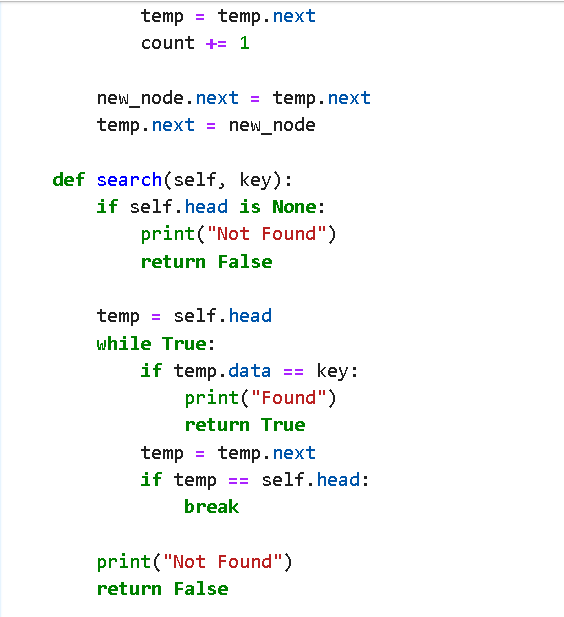 temp = temp.next
            count += 1

        new_node.next = temp.next
        temp.next = new_node

    def search(self, key):
        if self.head is None:
            print("Not Found")
            return False

        temp = self.head
        while True:
            if temp.data == key:
                print("Found")
                return True
            temp = temp.next
            if temp == self.head:
                break

        print("Not Found")
        return False